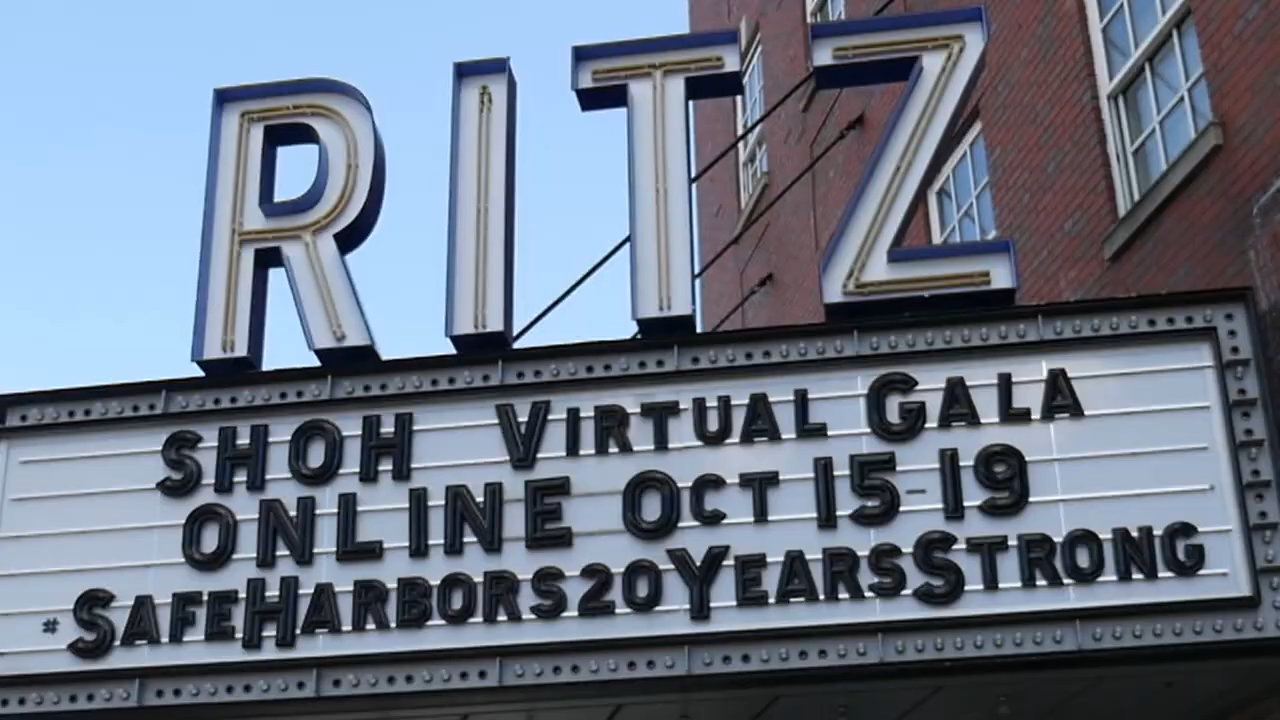 RITZ
SHOH VIRTUAL GALA
ONLINE OCT 15-19
#SAFEHARBORS20YEARSSTRONG